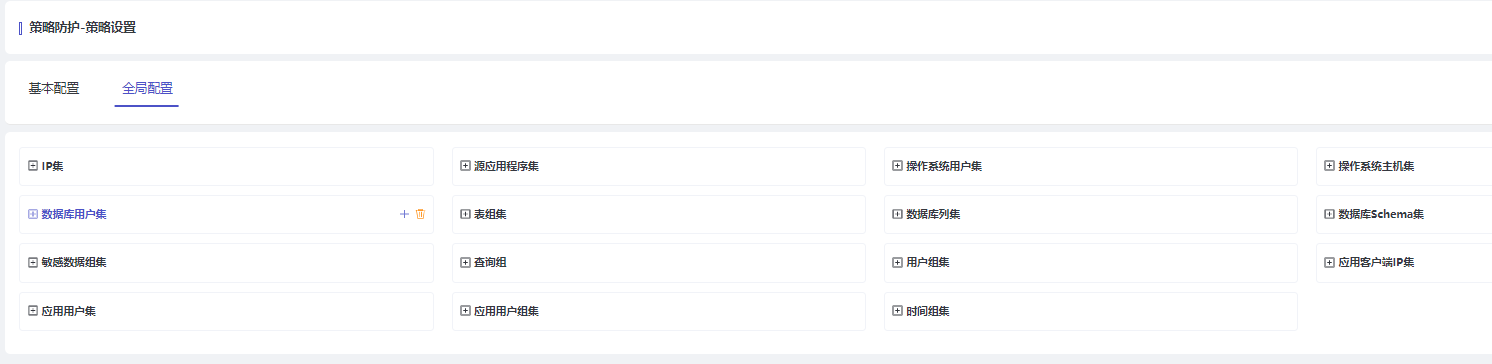 策略防护-策略设置
基本配置 全局配置
IP集 源应用程序集 操作系统用户集 操作系统主机集
数据库用户集 表组集 数据库列集 数据库Schema集
敏感数据组集 查询组 用户组集 应用客户端IP集
应用用户集 应用用户组集 时间组集